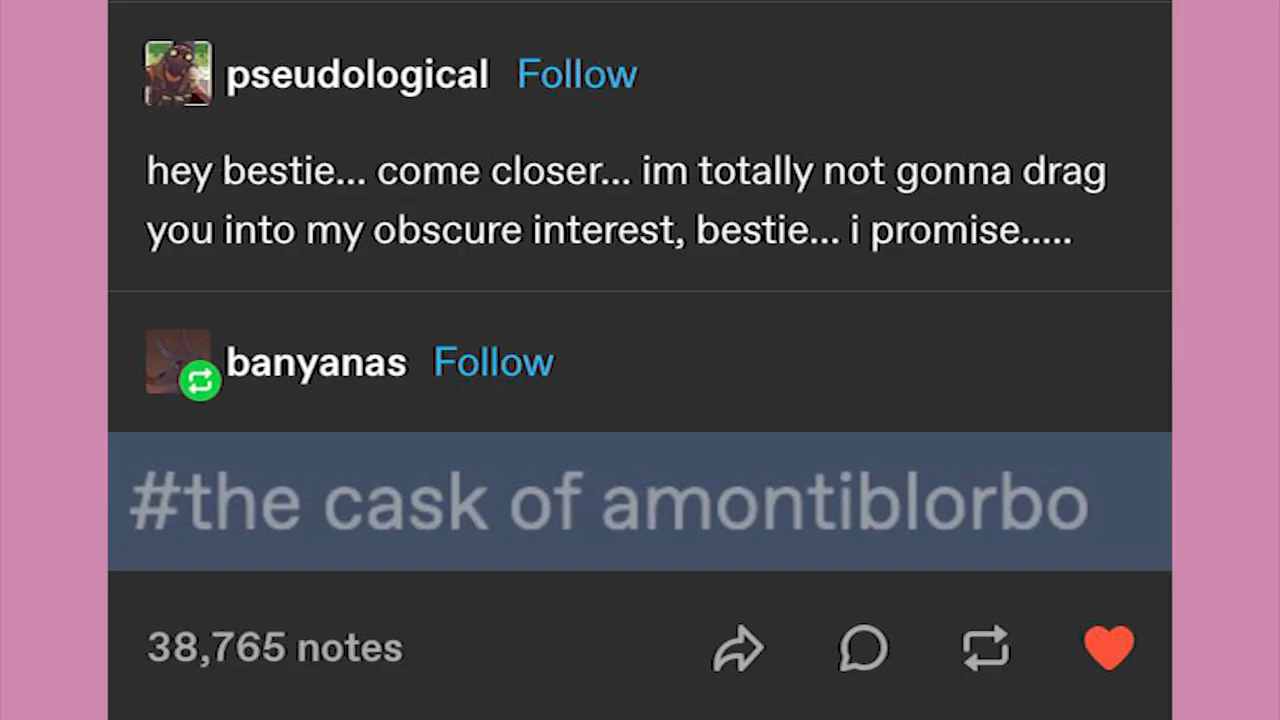 pseudological Follow
hey bestie... come closer... im totally not gonna drag
you into my obscure interest, bestie... i promise.....
banyanas Follow
#the cask of amontiblorbo
38,765 notes